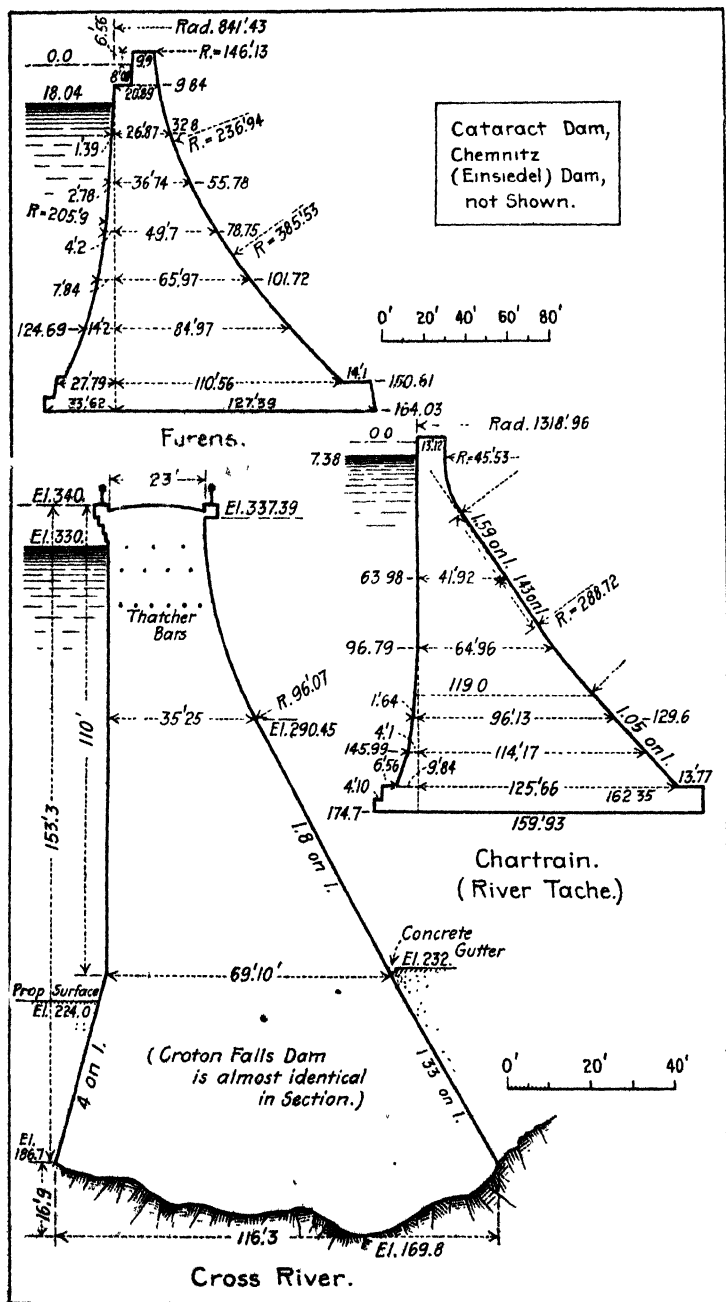 Rad. 841'.43
6'.56
R.=146'.13
0.0
9.9
8'.08
20.89
9 84
18.04
26'.87
32 8
R.=236'.94
1'.39
2'.78
36'74
55.78
R=205'.9
4'.2
49'.7
78.75
R=385'.53
7'.84
65'.97
101.72
124.69
14'.2
84'.97
27'.79
110'.56
14'.1
150.61
33'.62
127'.39
164.03
Furens.
Cataract Dam,
Chemnitz
(Einsiedel) Dam,
not Shown.
0' 20' 40' 60' 80'
Rad. 1318'.96
0 0
13.12
7.38
R=45'.53
1.59 on 1.
1.43 on 1.
R.=288.72
63 98
41'.92
96.79
64'.96
119 0
1'.64
96'.13
129.6
4'.1
145.99
114'.17
1.05 on 1.
6'.56
9'.84
4'.10
125'.66
13'.77
162 35
174.7
159'.93
Chartrain.
(River Tache.)
23'
El.340.
El.337.39
El.330.
Thatcher
Bars
R.96'.07
35'25
El.290.45
110'
153'.3
1.8 on 1.
Concrete
Gutter
El.232.
69'.10'
Prop Surface
El. 224.0
4 on 1.
(Croton Falls Dam
is almost identical
in Section.)
1 33 on 1.
0' 20' 40'
El.
186.7
16'.9
116'.3
El.169.8
Cross River.